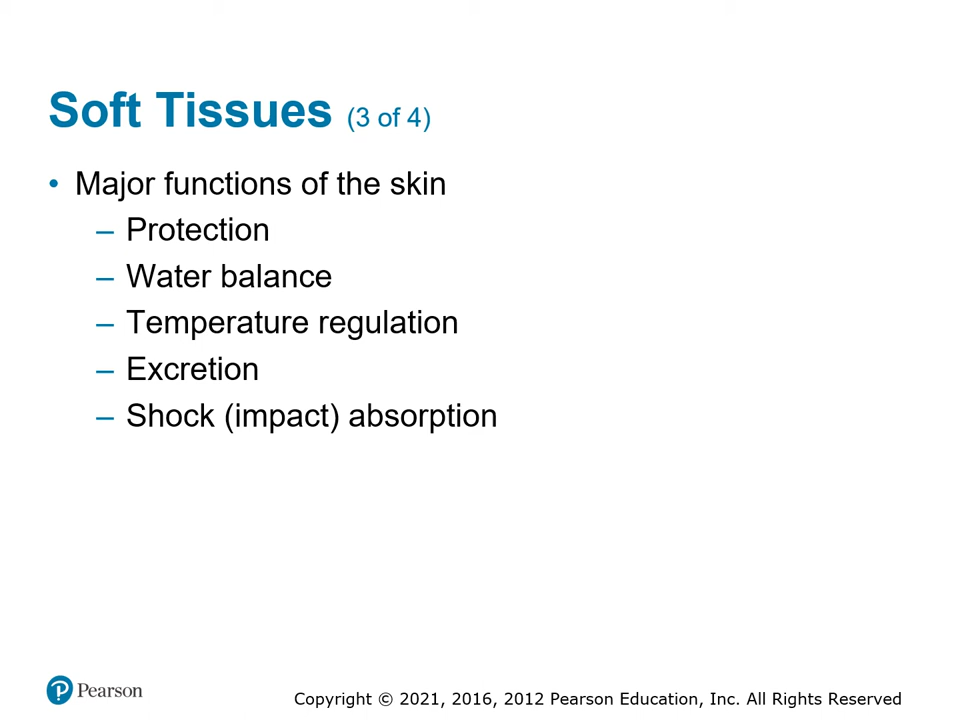 Soft Tissues (3 of 4)
• Major functions of the skin
– Protection
– Water balance
– Temperature regulation
– Excretion
– Shock (impact) absorption
Pearson
Copyright © 2021, 2016, 2012 Pearson Education, Inc. All Rights Reserved